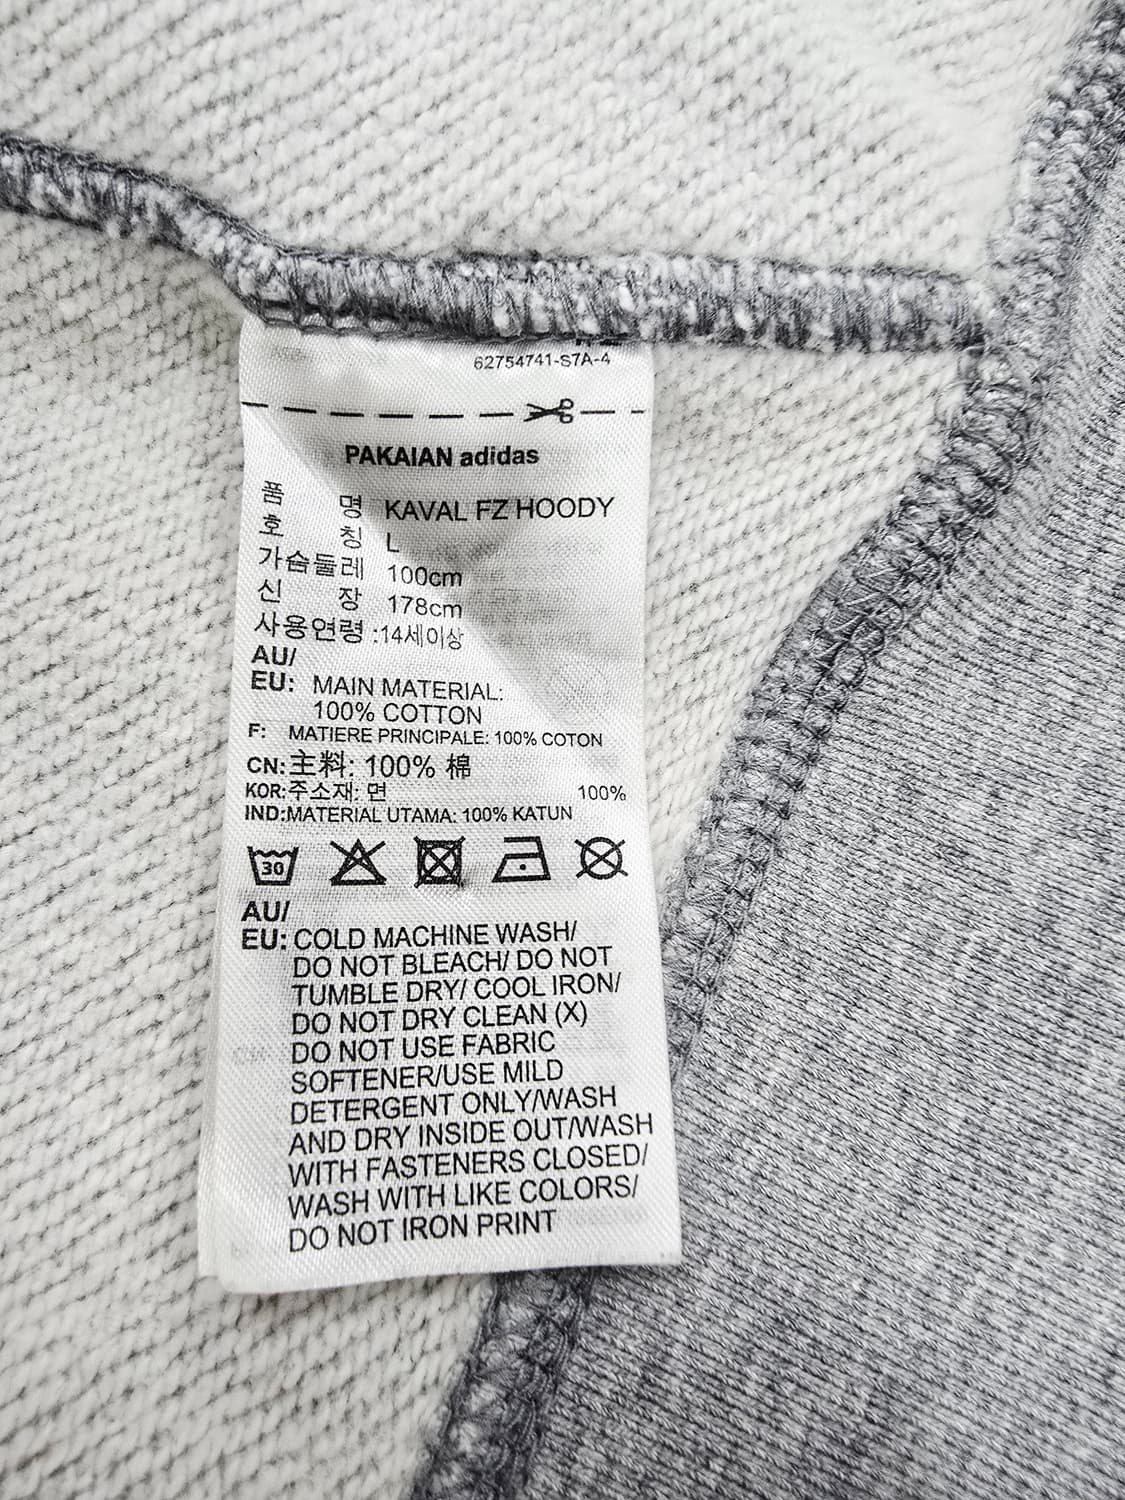 62754741-S7A-4
PAKAIAN adidas
품 명 KAVAL FZ HOODY
호 칭 L
가슴둘레 100cm
신 장 178cm
사용연령 :14세이상
AU/
EU: MAIN MATERIAL:
100% COTTON
F: MATIERE PRINCIPALE: 100% COTON
CN:主料: 100% 棉
KOR:주소재: 면 100%
IND:MATERIAL UTAMA: 100% KATUN
30
AU/
EU: COLD MACHINE WASH/
DO NOT BLEACH/ DO NOT
TUMBLE DRY/ COOL IRON/
DO NOT DRY CLEAN (X)
DO NOT USE FABRIC
SOFTENER/USE MILD
DETERGENT ONLY/WASH
AND DRY INSIDE OUT/WASH
WITH FASTENERS CLOSED/
WASH WITH LIKE COLORS/
DO NOT IRON PRINT